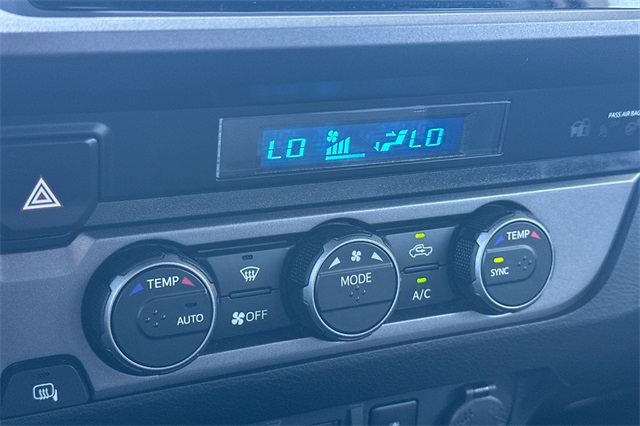 PASS AIR BAG
LO LO
TEMP
AUTO
OFF
MODE
A/C
TEMP
SYNC